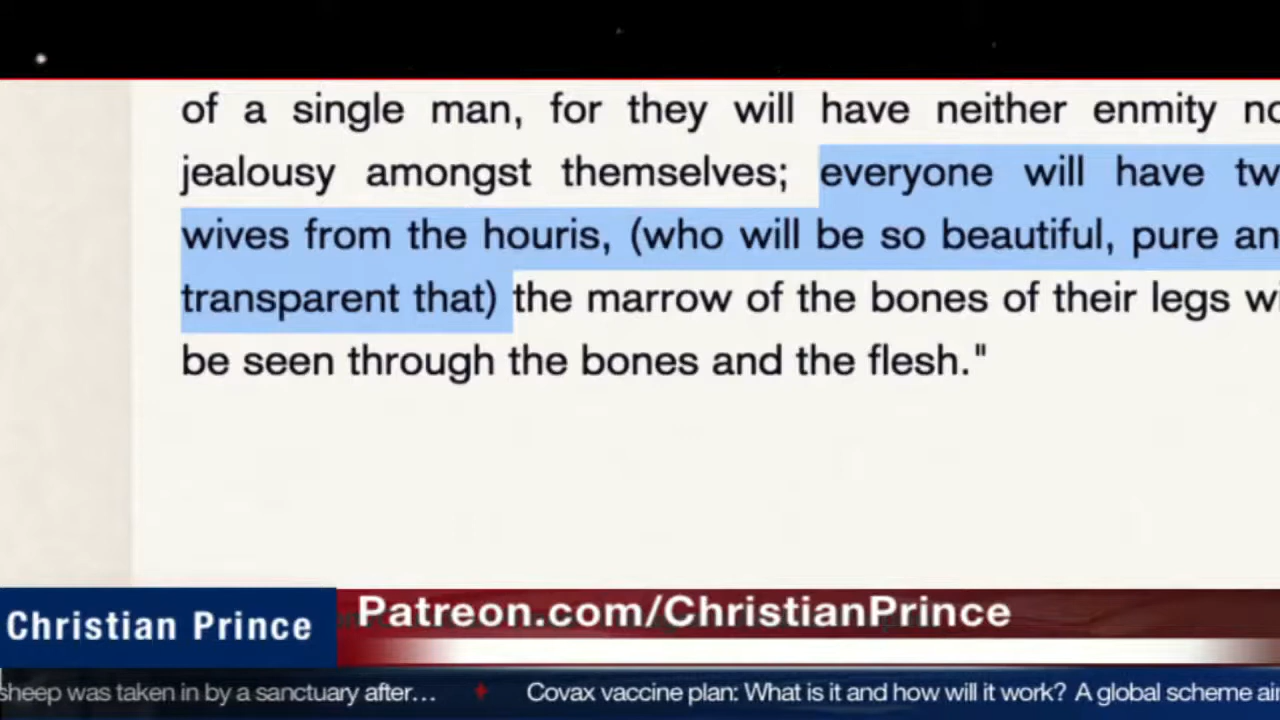 of a single man, for they will have neither enmity no
jealousy amongst themselves; everyone will have tw
wives from the houris, (who will be so beautiful, pure an
transparent that) the marrow of the bones of their legs wi
be seen through the bones and the flesh."
Christian Prince
Patreon.com/ChristianPrince
sheep was taken in by a sanctuary after… Covax vaccine plan: What is it and how will it work? A global scheme ai